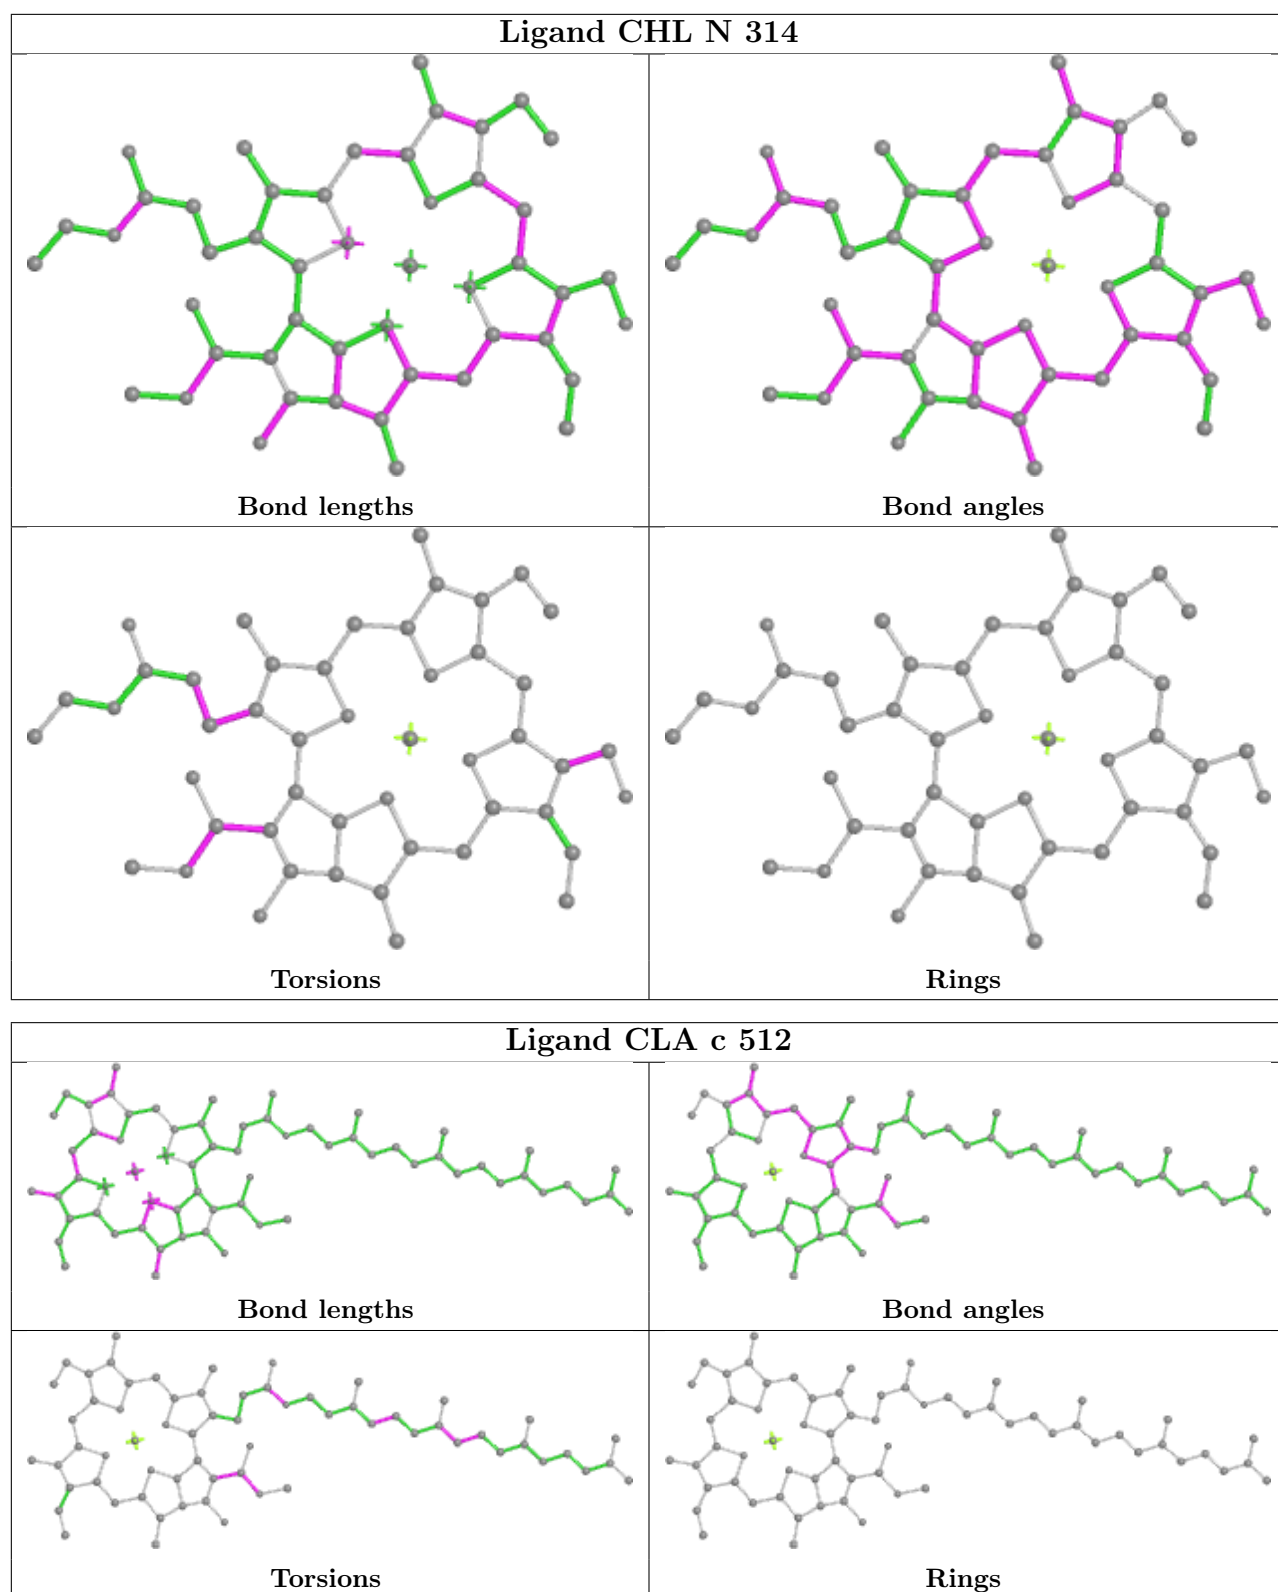 Ligand CHL N 314
Bond lengths
Bond angles
Torsions
Rings
Ligand CLA c 512
Bond lengths
Bond angles
Torsions
Rings